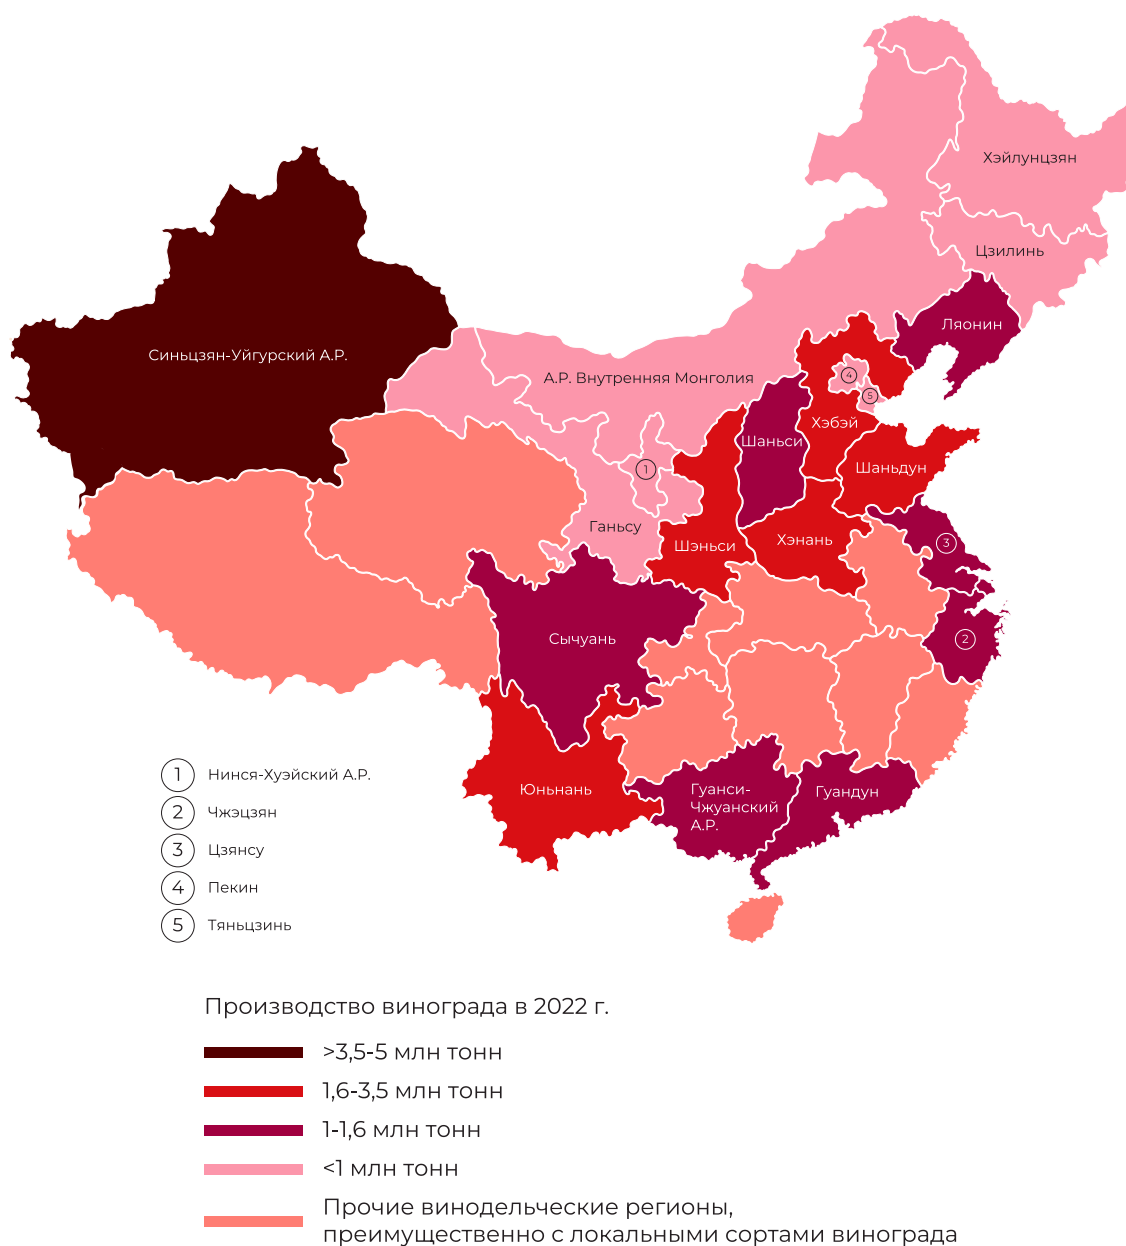 Хэйлунцзян
Цзилинь
Ляонин
Синьцзян-Уйгурский А.Р.
А.Р. Внутренняя Монголия
4
5
Хэбэй
Шаньси
Шаньдун
1
Ганьсу
Шэньси
Хэнань
3
Сычуань
2
Юньнань
Гуанси-
Чжуанский
А.Р.
Гуандун
1 Нинся-Хуэйский А.Р.
2 Чжэцзян
3 Цзянсу
4 Пекин
5 Тяньцзинь
Производство винограда в 2022 г.
>3,5-5 млн тонн
1,6-3,5 млн тонн
1-1,6 млн тонн
<1 млн тонн
Прочие винодельческие регионы,
преимущественно с локальными сортами винограда